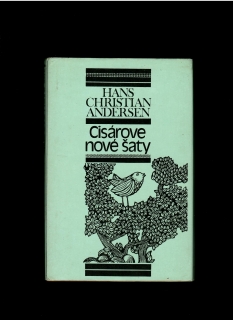 HANS
CHRISTIAN
ANDERSEN
Cisárove
nové šaty